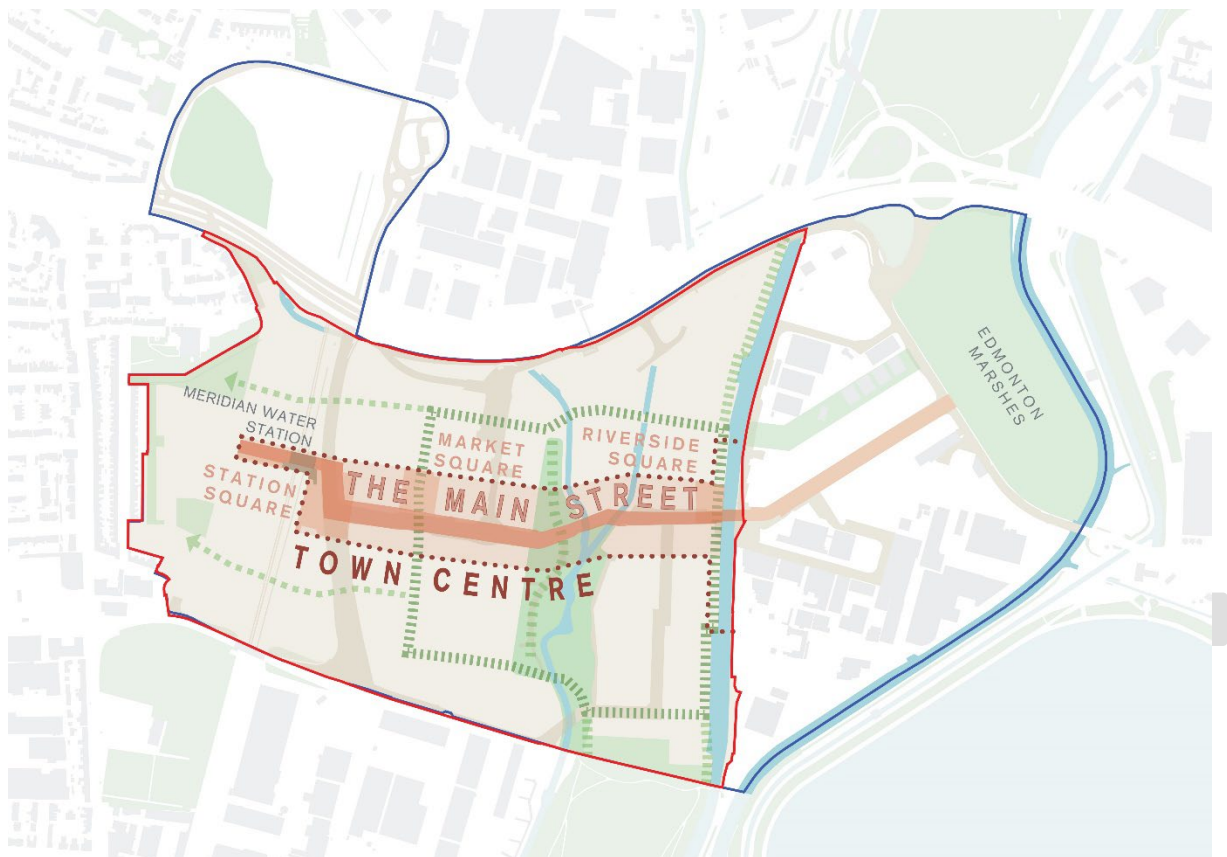 EDMONTON
MARSHES
MERIDIAN WATER
STATION
MARKET
SQUARE
RIVERSIDE
SQUARE
STATION
SQUARE
THE MAIN STREET
TOWN CENTRE